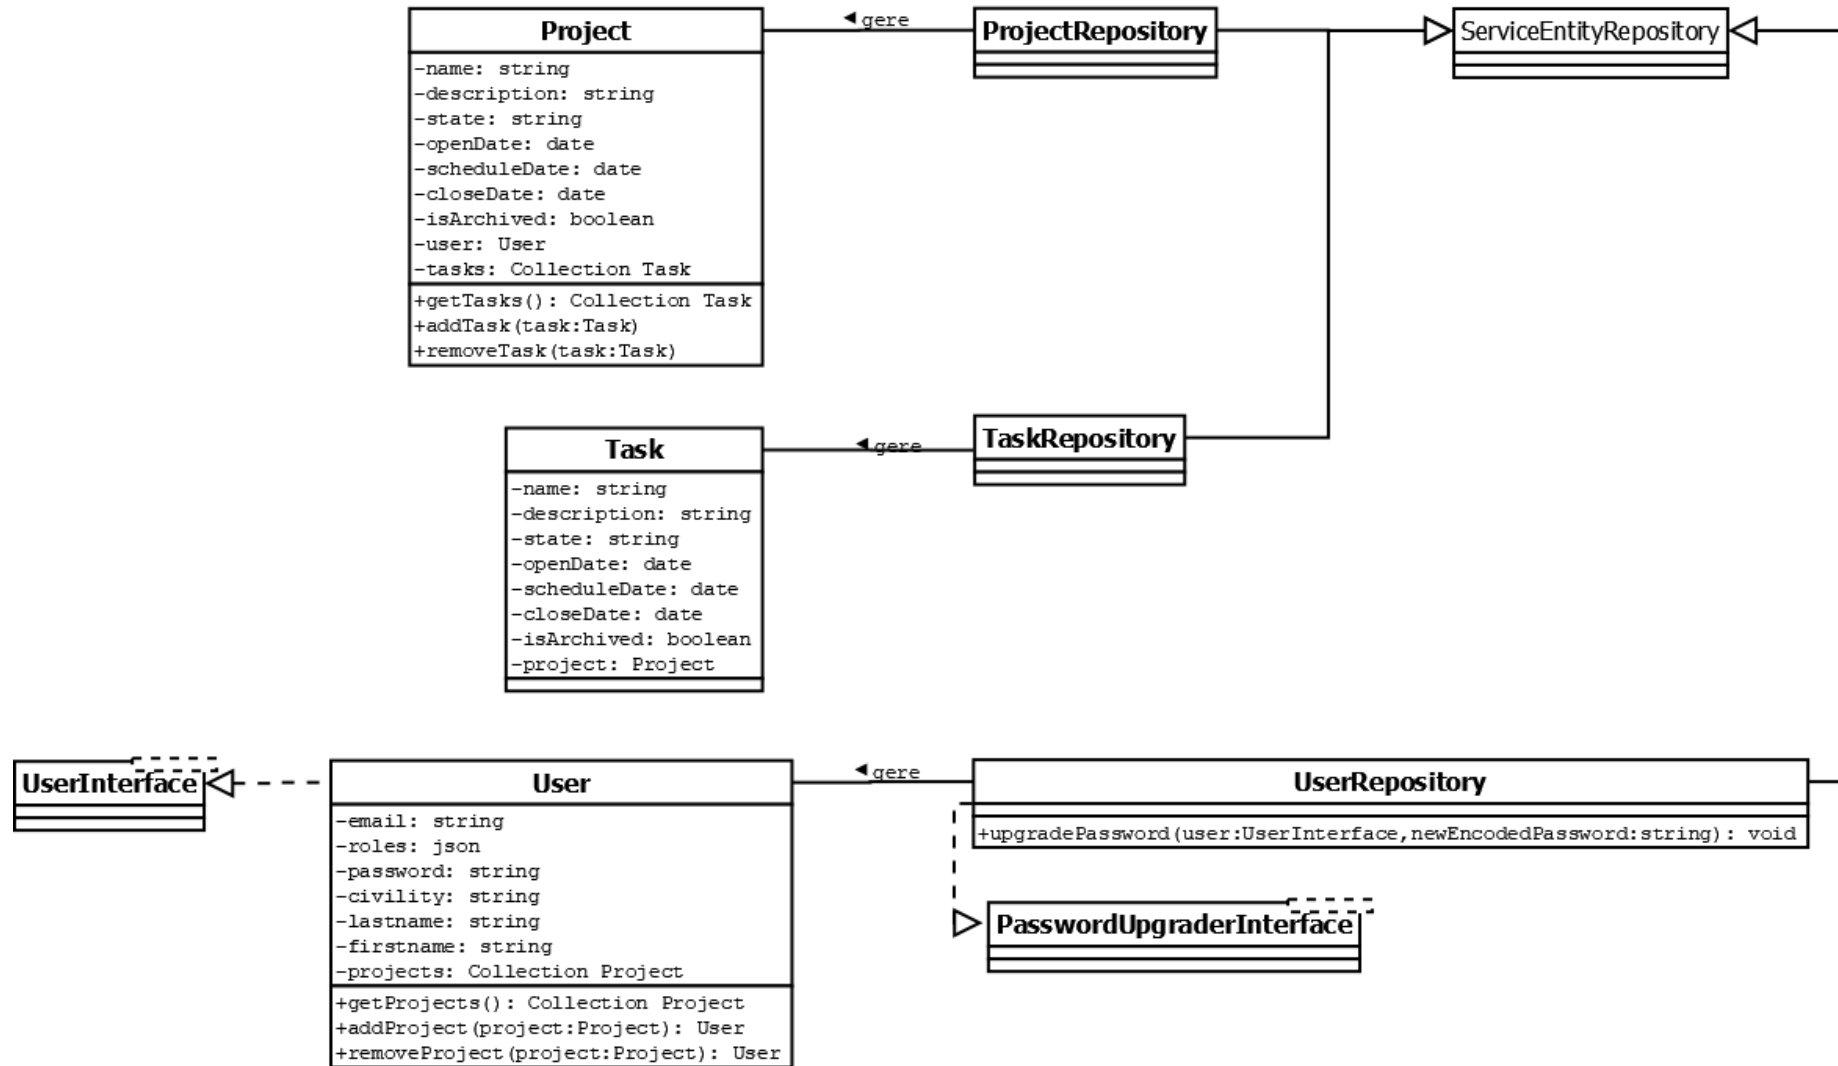 Project
-name: string
-description: string
-state: string
-openDate: date
-scheduleDate: date
-closeDate: date
-isArchived: boolean
-user: User
-tasks: Collection Task
+getTasks(): Collection Task
+addTask(task:Task)
+removeTask(task:Task)
gere
ProjectRepository
ServiceEntityRepository
Task
-name: string
-description: string
-state: string
-openDate: date
-scheduleDate: date
-closeDate: date
-isArchived: boolean
-project: Project
gere
TaskRepository
UserInterface
User
-email: string
-roles: json
-password: string
-civility: string
-lastname: string
-firstname: string
-projects: Collection Project
+getProjects(): Collection Project
+addProject(project:Project): User
+removeProject(project:Project): User
gere
UserRepository
+upgradePassword(user:UserInterface,newEncodedPassword:string): void
PasswordUpgraderInterface